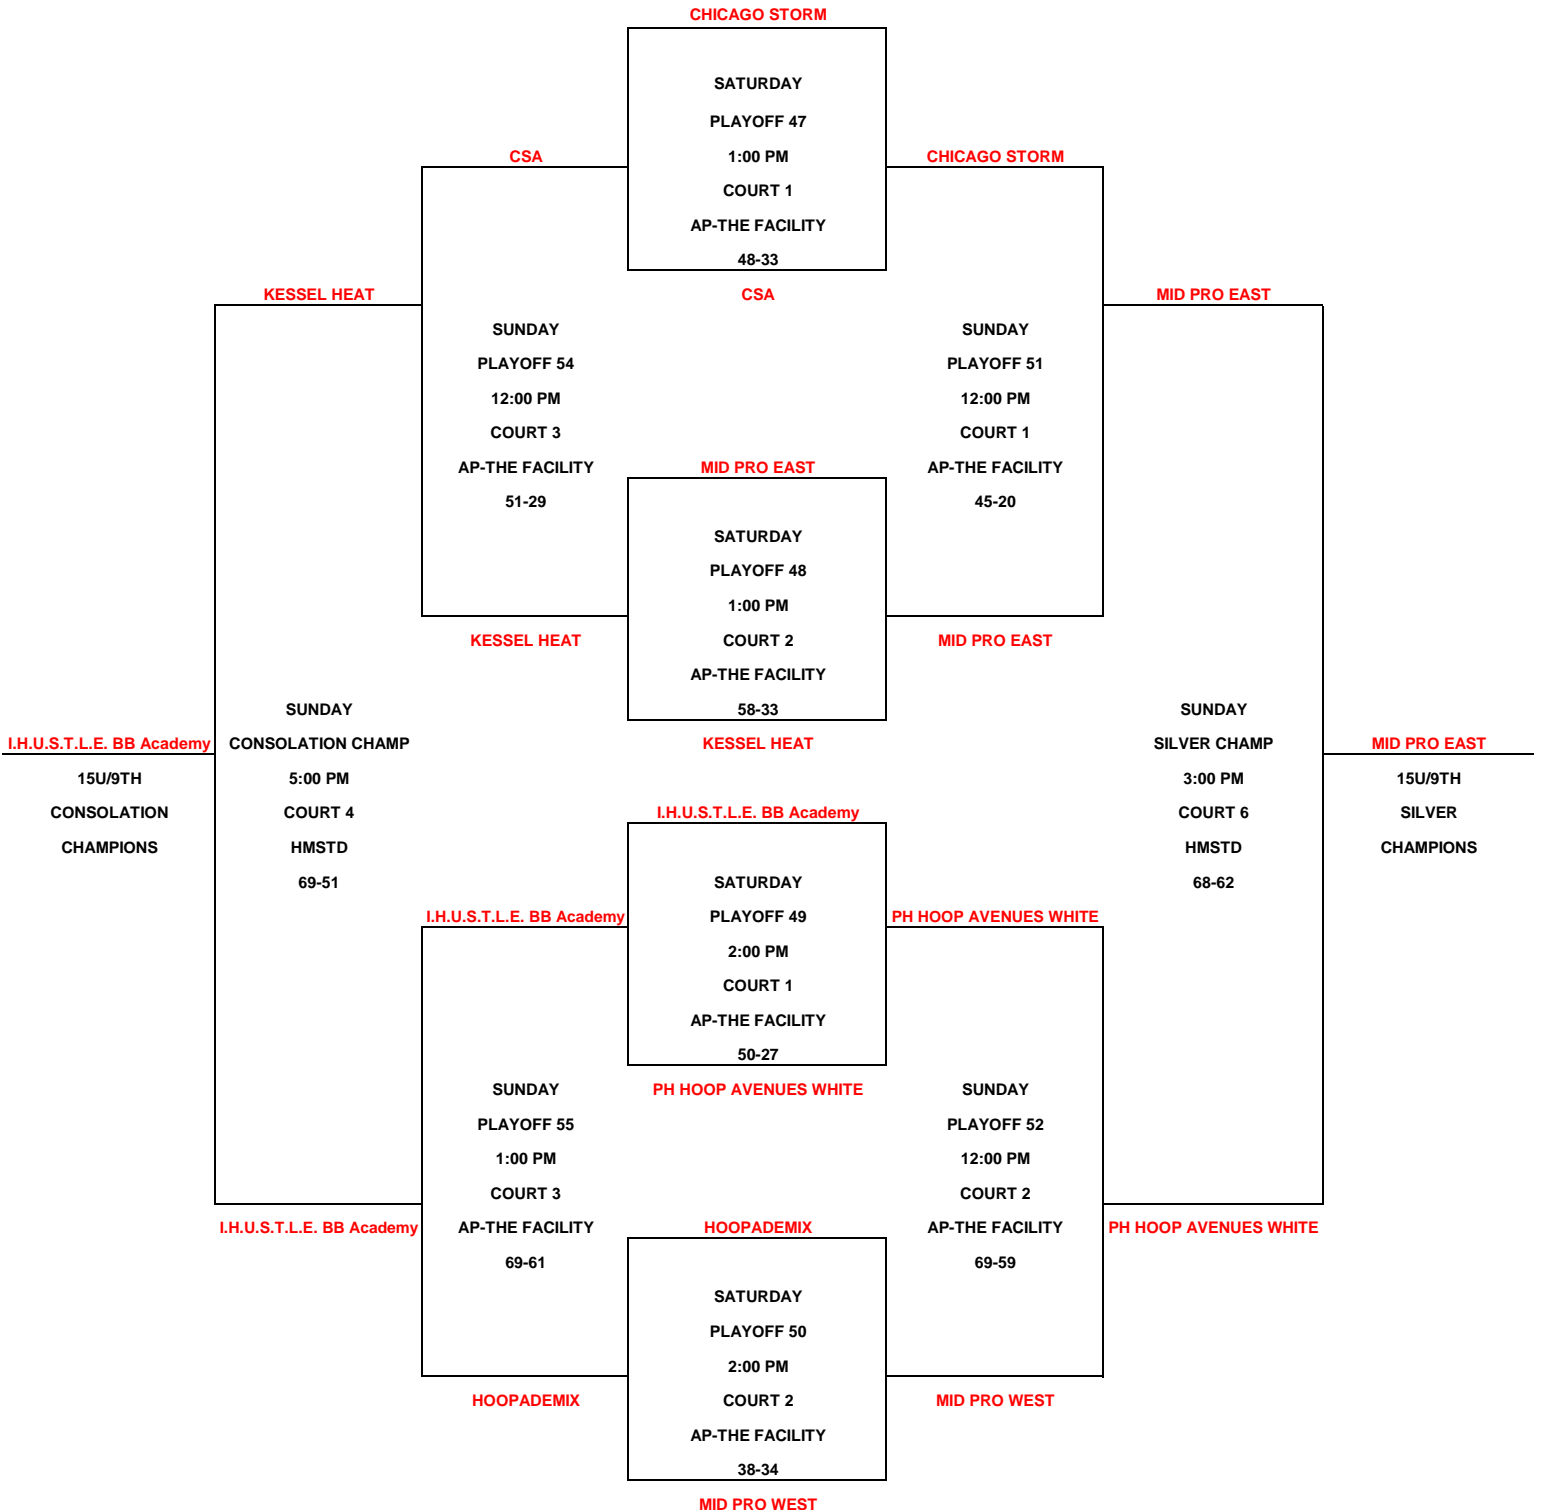 CHICAGO STORM
SATURDAY
PLAYOFF 47
1:00 PM
COURT 1
AP-THE FACILITY
48-33
CSA
CSA
CHICAGO STORM
KESSEL HEAT
SUNDAY
PLAYOFF 54
12:00 PM
COURT 3
AP-THE FACILITY
51-29
MID PRO EAST
SUNDAY
PLAYOFF 51
12:00 PM
COURT 1
AP-THE FACILITY
45-20
MID PRO EAST
SATURDAY
PLAYOFF 48
1:00 PM
COURT 2
AP-THE FACILITY
58-33
KESSEL HEAT
KESSEL HEAT
MID PRO EAST
I.H.U.S.T.L.E. BB Academy
15U/9TH
CONSOLATION
CHAMPIONS
SUNDAY
CONSOLATION CHAMP
5:00 PM
COURT 4
HMSTD
69-51
SUNDAY
SILVER CHAMP
3:00 PM
COURT 6
HMSTD
68-62
MID PRO EAST
15U/9TH
SILVER
CHAMPIONS
I.H.U.S.T.L.E. BB Academy
SATURDAY
PLAYOFF 49
2:00 PM
COURT 1
AP-THE FACILITY
50-27
PH HOOP AVENUES WHITE
I.H.U.S.T.L.E. BB Academy
PH HOOP AVENUES WHITE
SUNDAY
PLAYOFF 55
1:00 PM
COURT 3
AP-THE FACILITY
69-61
I.H.U.S.T.L.E. BB Academy
SUNDAY
PLAYOFF 52
12:00 PM
COURT 2
AP-THE FACILITY
69-59
PH HOOP AVENUES WHITE
HOOPADEMIX
SATURDAY
PLAYOFF 50
2:00 PM
COURT 2
AP-THE FACILITY
38-34
MID PRO WEST
HOOPADEMIX
MID PRO WEST